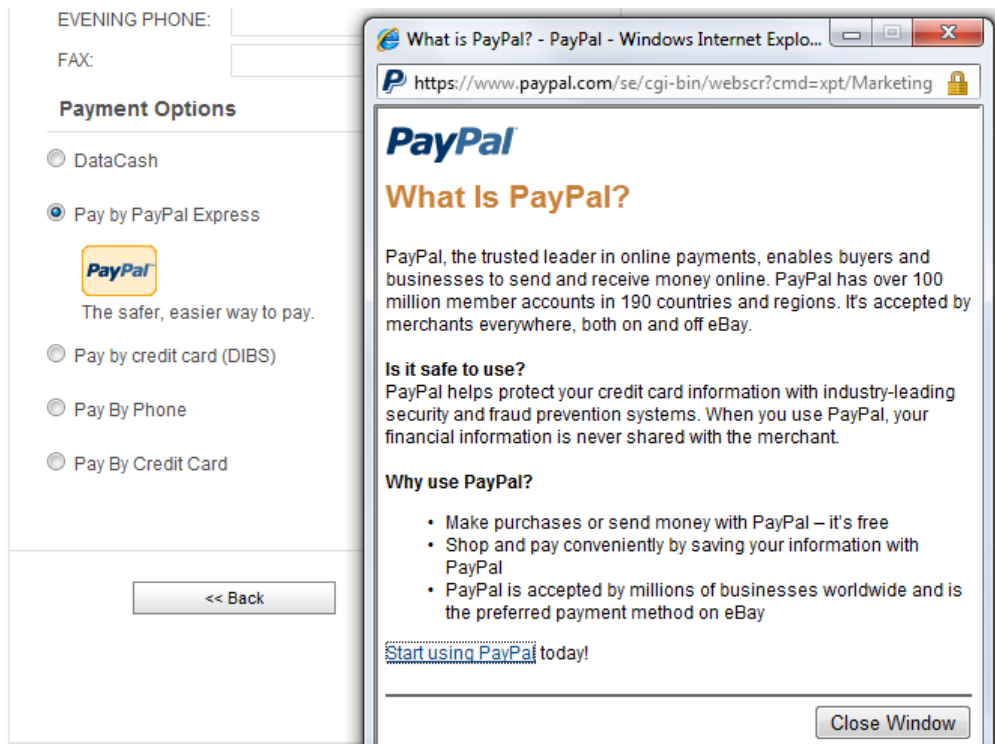 EVENING PHONE:
FAX:
Payment Options
DataCash
Pay by PayPal Express
PayPal
The safer, easier way to pay.
Pay by credit card (DIBS)
Pay By Phone
Pay By Credit Card
<< Back
What is PayPal? - PayPal - Windows Internet Explo...
https://www.paypal.com/se/cgi-bin/webscr?cmd=xpt/Marketing
PayPal
What Is PayPal?
PayPal, the trusted leader in online payments, enables buyers and
businesses to send and receive money online. PayPal has over 100
million member accounts in 190 countries and regions. It's accepted by
merchants everywhere, both on and off eBay.
Is it safe to use?
PayPal helps protect your credit card information with industry-leading
security and fraud prevention systems. When you use PayPal, your
financial information is never shared with the merchant.
Why use PayPal?
• Make purchases or send money with PayPal – it's free
• Shop and pay conveniently by saving your information with
PayPal
• PayPal is accepted by millions of businesses worldwide and is
the preferred payment method on eBay
Start using PayPal today!
Close Window